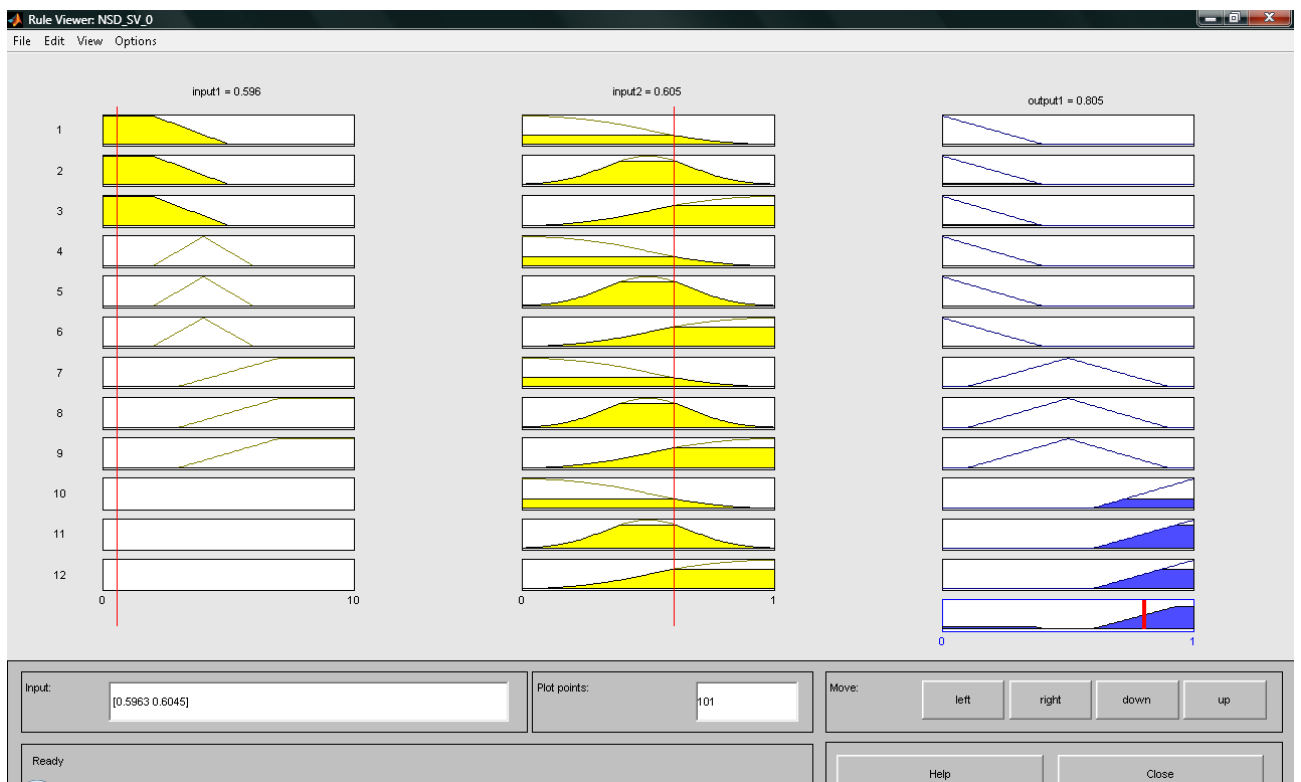 Rule Viewer: NSD_SV_0
File Edit View Options
input1 = 0.596
input2 = 0.605
output1 = 0.805
1
2
3
4
5
6
7
8
9
10
11
12
0 10
0 1
0 1
Input:
[0.5963 0.6045]
Plot points:
101
Move:
left right down up
Ready
Help Close